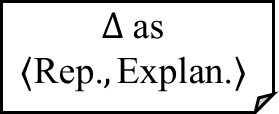 Δ as
⟨Rep., Explan.⟩